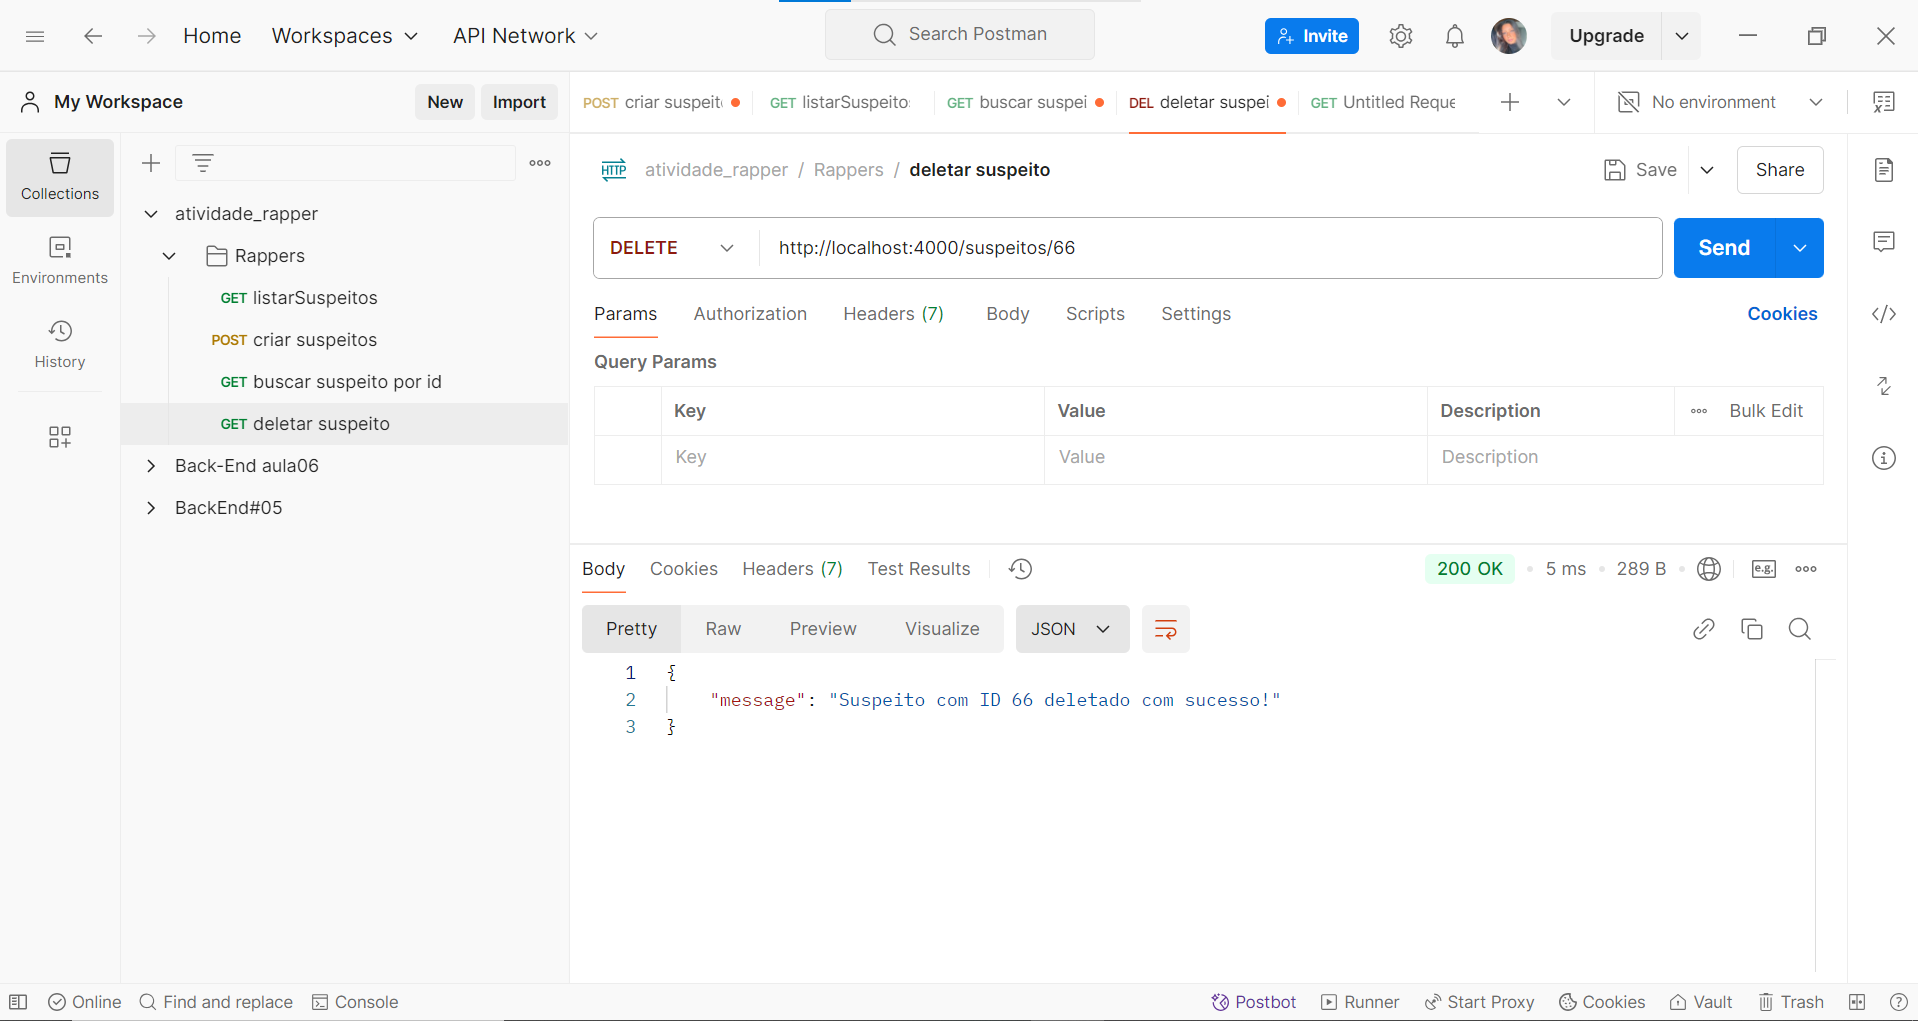 Home Workspaces API Network Search Postman Invite Upgrade
My Workspace New Import
POST criar suspeit GET listarSuspeito GET buscar suspei DEL deletar suspei GET Untitled Reque No environment
Collections
Environments
History
atividade_rapper
Rappers
GET listarSuspeitos
POST criar suspeitos
GET buscar suspeito por id
GET deletar suspeito
Back-End aula06
BackEnd#05
HTTP atividade_rapper / Rappers / deletar suspeito Save Share
DELETE http://localhost:4000/suspeitos/66 Send
Params Authorization Headers (7) Body Scripts Settings Cookies
Query Params
Key Value Description Bulk Edit
Key Value Description
Body Cookies Headers (7) Test Results 200 OK 5 ms 289 B e.g.
Pretty Raw Preview Visualize JSON
1 {
2 "message": "Suspeito com ID 66 deletado com sucesso!"
3 }
Online Find and replace Console Postbot Runner Start Proxy Cookies Vault Trash